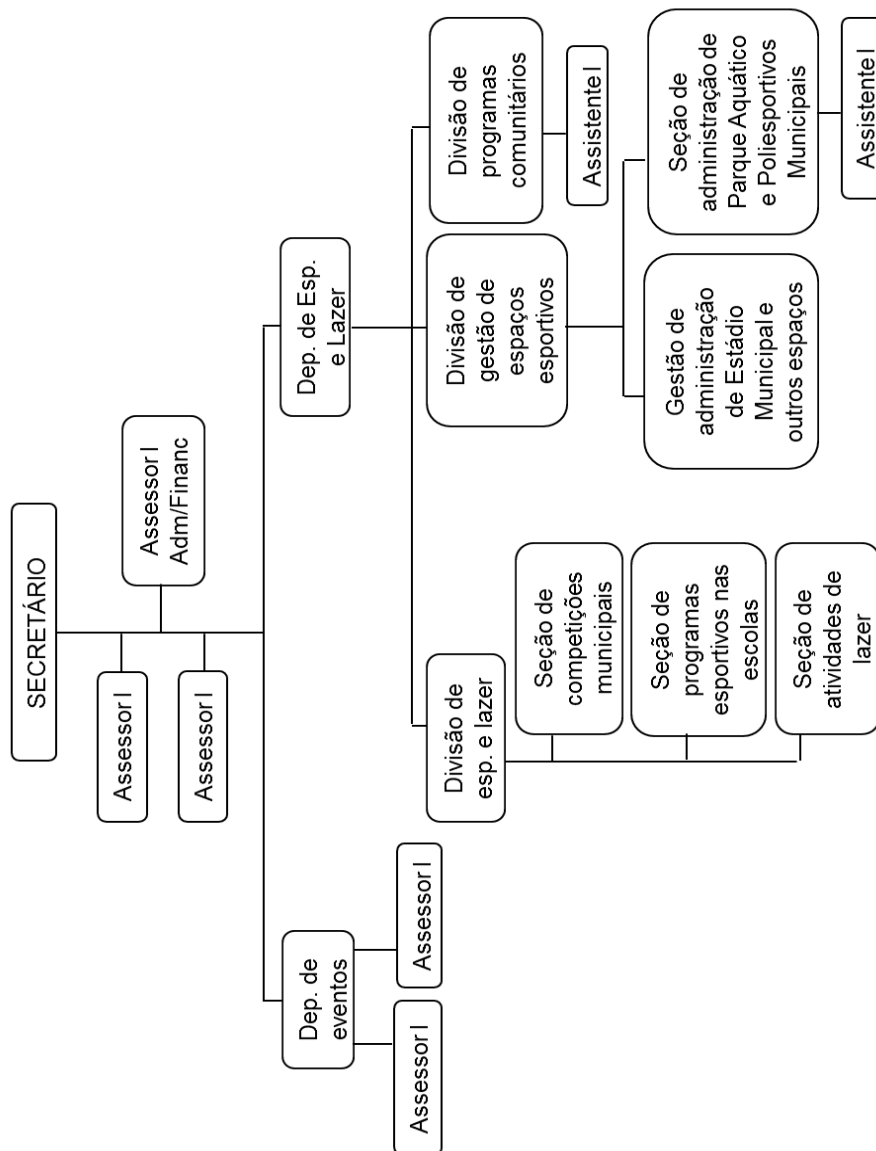 SECRETÁRIO
Assessor I
Assessor I
Adm/Financ
Assessor I
Dep. de
eventos
Dep. de Esp.
e Lazer
Assessor I
Assessor I
Divisão de
esp. e lazer
Divisão de
gestão de
espaços
esportivos
Divisão de
programas
comunitários
Seção de
competições
municipais
Assistente I
Seção de
programas
esportivos nas
escolas
Gestão de
administração
de Estádio
Municipal e
outros espaços
Seção de
administração de
Parque Aquático
e Poliesportivos
Municipais
Seção de
atividades de
lazer
Assistente I